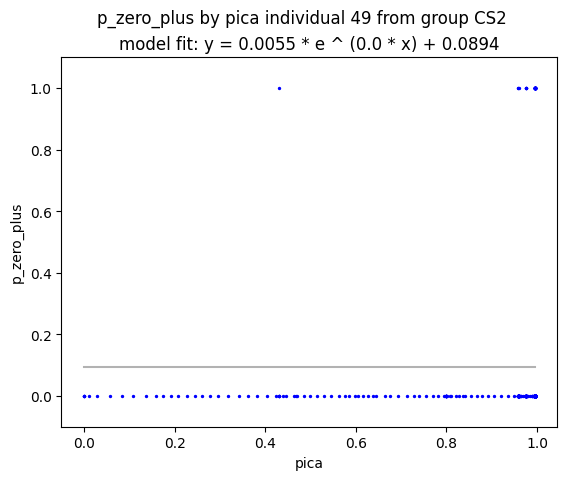 p_zero_plus by pica individual 49 from group CS2
model fit: y = 0.0055 * e ^ (0.0 * x) + 0.0894
1.0
0.8
0.6
0.4
0.2
0.0
p_zero_plus
0.0 0.2 0.4 0.6 0.8 1.0
pica